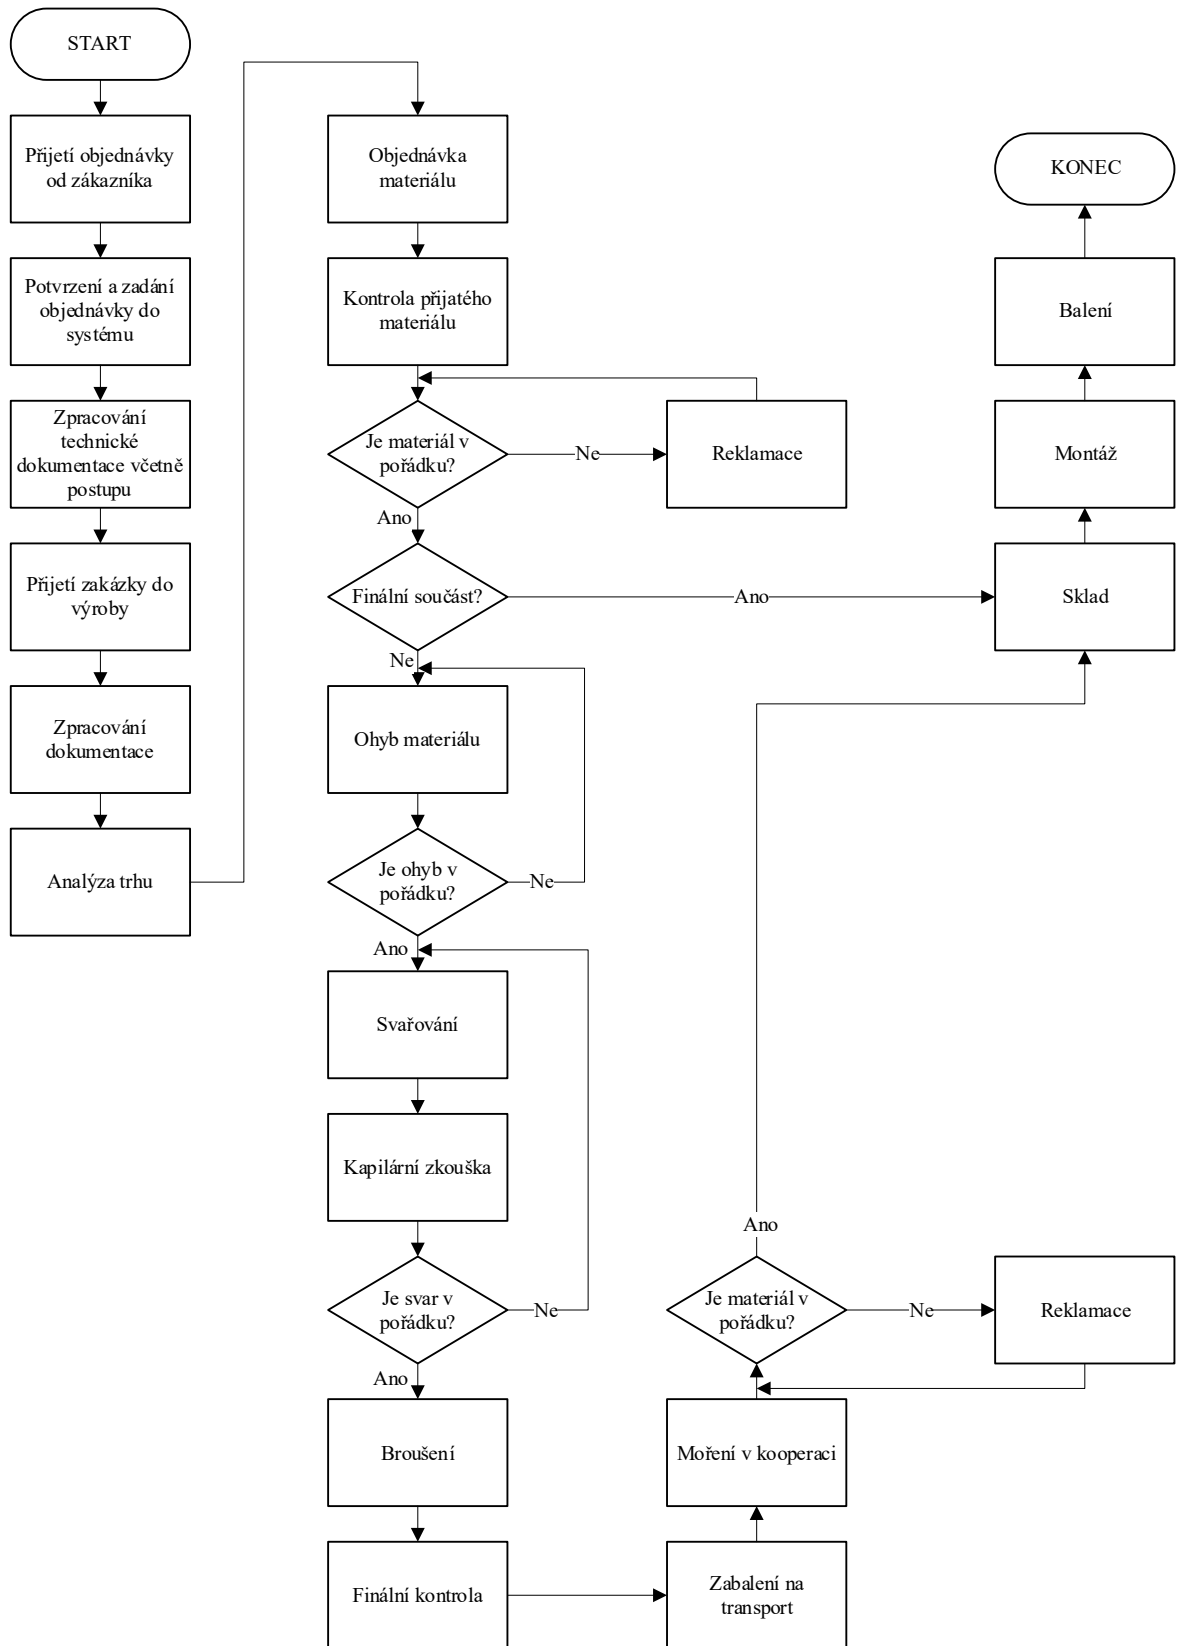 START
Přijetí objednávky
od zákazníka
Potvrzení a zadání
objednávky do
systému
Zpracování
technické
dokumentace včetně
postupu
Přijetí zakázky do
výroby
Zpracování
dokumentace
Analýza trhu
Objednávka
materiálu
Kontrola přijatého
materiálu
Je materiál v
pořádku?
Ne
Reklamace
Ano
Finální součást?
Ano
Ne
Ohyb materiálu
Je ohyb v
pořádku?
Ne
Ano
Svařování
Kapilární zkouška
Je svar v
pořádku?
Ne
Ano
Broušení
Finální kontrola
Zabalení na
transport
Moření v kooperaci
Je materiál v
pořádku?
Ne
Reklamace
Ano
Sklad
Montáž
Balení
KONEC